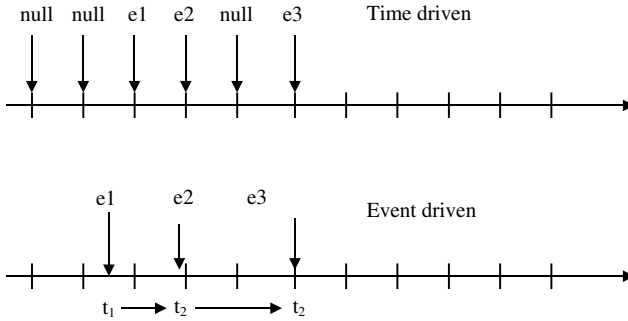 null null e1 e2 null e3 Time driven
e1 e2 e3 Event driven
t₁ t₂ t₂